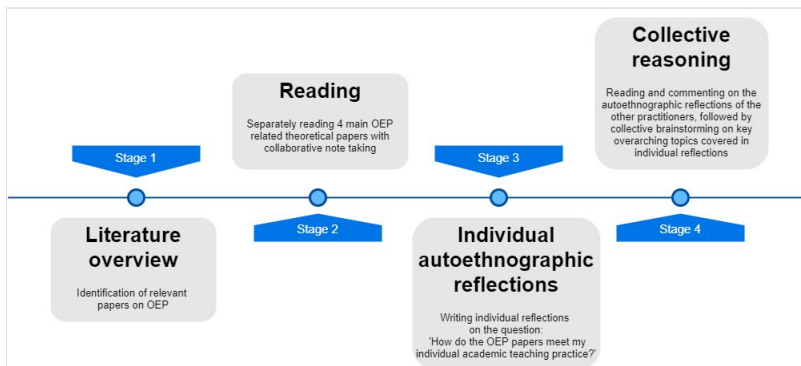 Collective
reasoning
Reading and commenting on the
autoethnographic reflections of the
other practitioners, followed by
collective brainstorming on key
overarching topics covered in
individual reflections
Reading
Separately reading 4 main OEP
related theoretical papers with
collaborative note taking
Stage 1
Stage 3
Stage 2
Stage 4
Literature
overview
Identification of relevant
papers on OEP
Individual
autoethnographic
reflections
Writing individual reflections
on the question:
'How do the OEP papers meet my
individual academic teaching practice?'